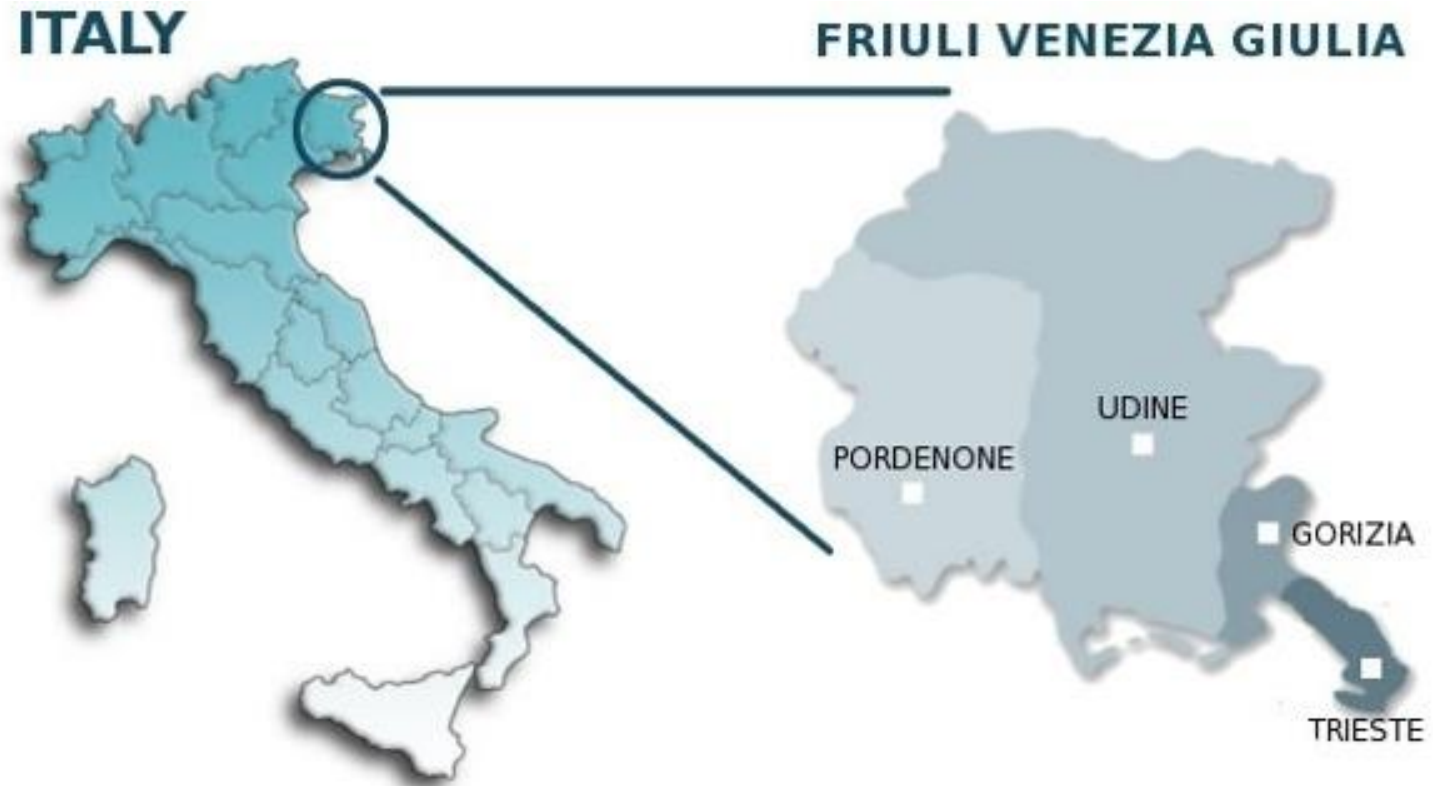 ITALY
FRIULI VENEZIA GIULIA
UDINE
PORDENONE
GORIZIA
TRIESTE